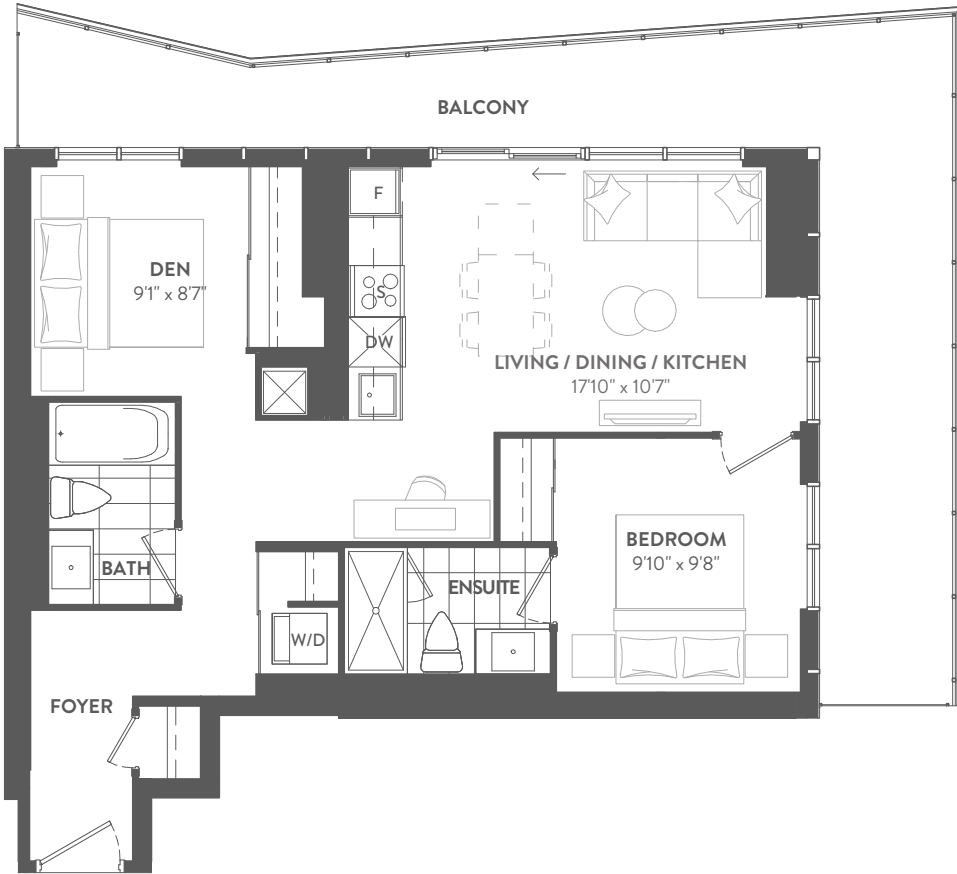 BALCONY
F
DEN
9'1" x 8'7"
S
DW
LIVING / DINING / KITCHEN
17'10" x 10'7"
BEDROOM
9'10" x 9'8"
BATH
ENSUITE
W/D
FOYER